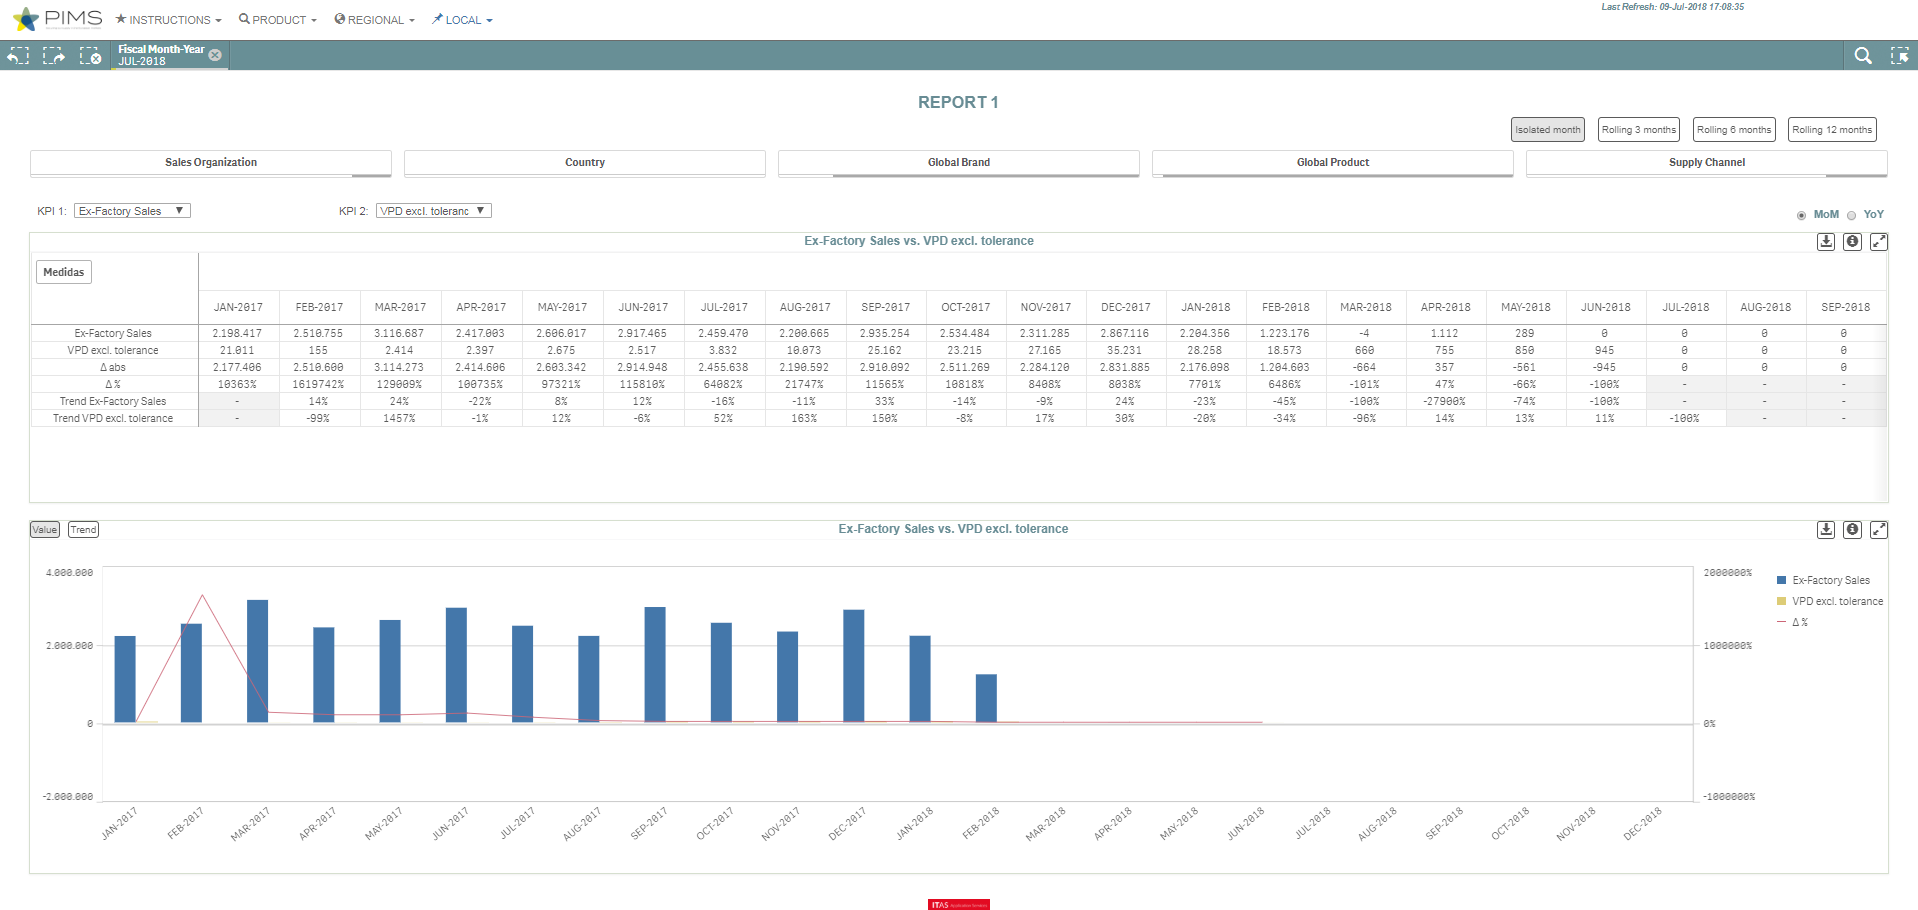 PIMS INSTRUCTIONS PRODUCT REGIONAL LOCAL
Last Refresh: 09-Jul-2018 17:08:35
Fiscal Month-Year
JUL-2018
REPORT 1
Isolated month Rolling 3 months Rolling 6 months Rolling 12 months
Sales Organization Country Global Brand Global Product Supply Channel
KPI 1: Ex-Factory Sales KPI 2: VPD excl. toleranc
MoM YoY
Ex-Factory Sales vs. VPD excl. tolerance
Medidas
JAN-2017 FEB-2017 MAR-2017 APR-2017 MAY-2017 JUN-2017 JUL-2017 AUG-2017 SEP-2017 OCT-2017 NOV-2017 DEC-2017 JAN-2018 FEB-2018 MAR-2018 APR-2018 MAY-2018 JUN-2018 JUL-2018 AUG-2018 SEP-2018
Ex-Factory Sales 2.198.417 2.510.755 3.116.687 2.417.003 2.606.017 2.917.465 2.459.470 2.200.665 2.935.254 2.534.484 2.311.285 2.867.116 2.204.356 1.223.176 -4 1.112 289 0 0 0 0
VPD excl. tolerance 21.011 155 2.414 2.397 2.675 2.517 3.832 10.073 25.162 23.215 27.165 35.231 28.258 18.573 660 755 850 945 0 0 0
Δ abs 2.177.406 2.510.600 3.114.273 2.414.606 2.603.342 2.914.948 2.455.638 2.190.592 2.910.092 2.511.269 2.284.120 2.831.885 2.176.098 1.204.603 -664 357 -561 -945 0 0 0
Δ % 10363% 1619742% 129009% 100735% 97321% 115810% 64082% 21747% 11565% 10818% 8408% 8038% 7701% 6486% -101% 47% -66% -100% - - -
Trend Ex-Factory Sales - 14% 24% -22% 8% 12% -16% -11% 33% -14% -9% 24% -23% -45% -100% -27900% -74% -100% - - -
Trend VPD excl. tolerance - -99% 1457% -1% 12% -6% 52% 163% 150% -8% 17% 30% -20% -34% -96% 14% 13% 11% -100% - -
Value Trend
Ex-Factory Sales vs. VPD excl. tolerance
4.000.000 2000000%
Ex-Factory Sales
VPD excl. tolerance
Δ %
2.000.000 1000000%
0 0%
-2.000.000 -1000000%
JAN-2017 FEB-2017 MAR-2017 APR-2017 MAY-2017 JUN-2017 JUL-2017 AUG-2017 SEP-2017 OCT-2017 NOV-2017 DEC-2017 JAN-2018 FEB-2018 MAR-2018 APR-2018 MAY-2018 JUN-2018 JUL-2018 AUG-2018 SEP-2018 OCT-2018 NOV-2018 DEC-2018
ITAS